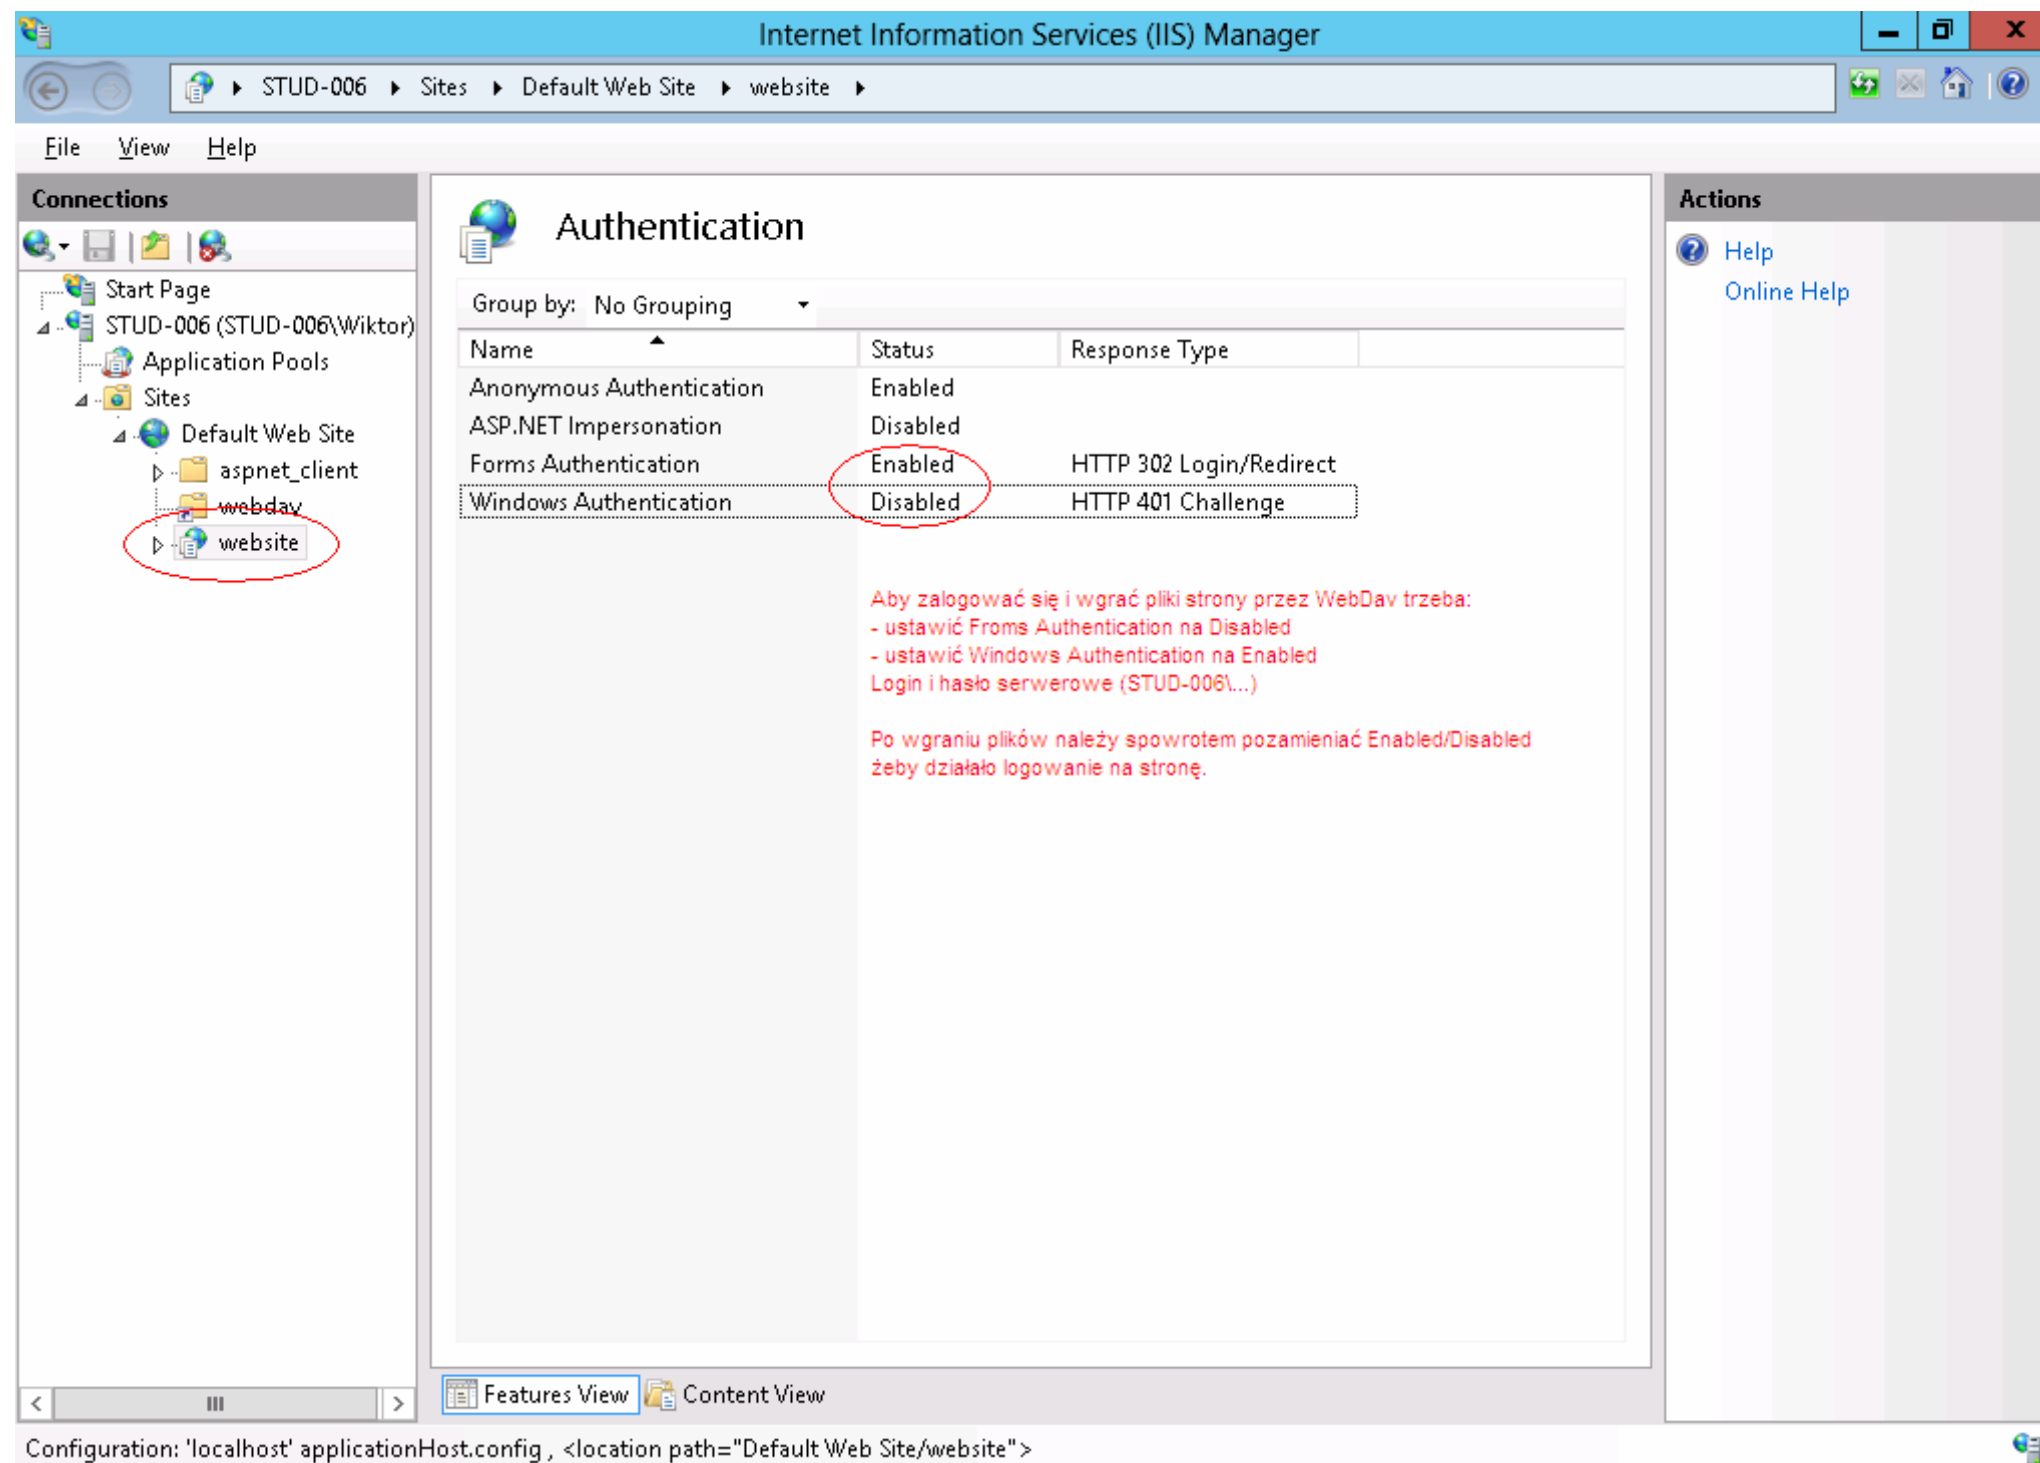 Internet Information Services (IIS) Manager
STUD-006 Sites Default Web Site website
File View Help
Connections
Start Page
STUD-006 (STUD-006\Wiktor)
Application Pools
Sites
Default Web Site
aspnet_client
webdav
website
Authentication
Group by: No Grouping
Name Status Response Type
Anonymous Authentication Enabled
ASP.NET Impersonation Disabled
Forms Authentication Enabled HTTP 302 Login/Redirect
Windows Authentication Disabled HTTP 401 Challenge
Aby zalogować się i wgrać pliki strony przez WebDav trzeba:
- ustawić Froms Authentication na Disabled
- ustawić Windows Authentication na Enabled
Login i hasło serwerowe (STUD-006\...)
Po wgraniu plików należy spowrotem pozamieniać Enabled/Disabled
żeby działało logowanie na stronę.
Actions
Help
Online Help
Features View Content View
Configuration: 'localhost' applicationHost.config , <location path="Default Web Site/website">